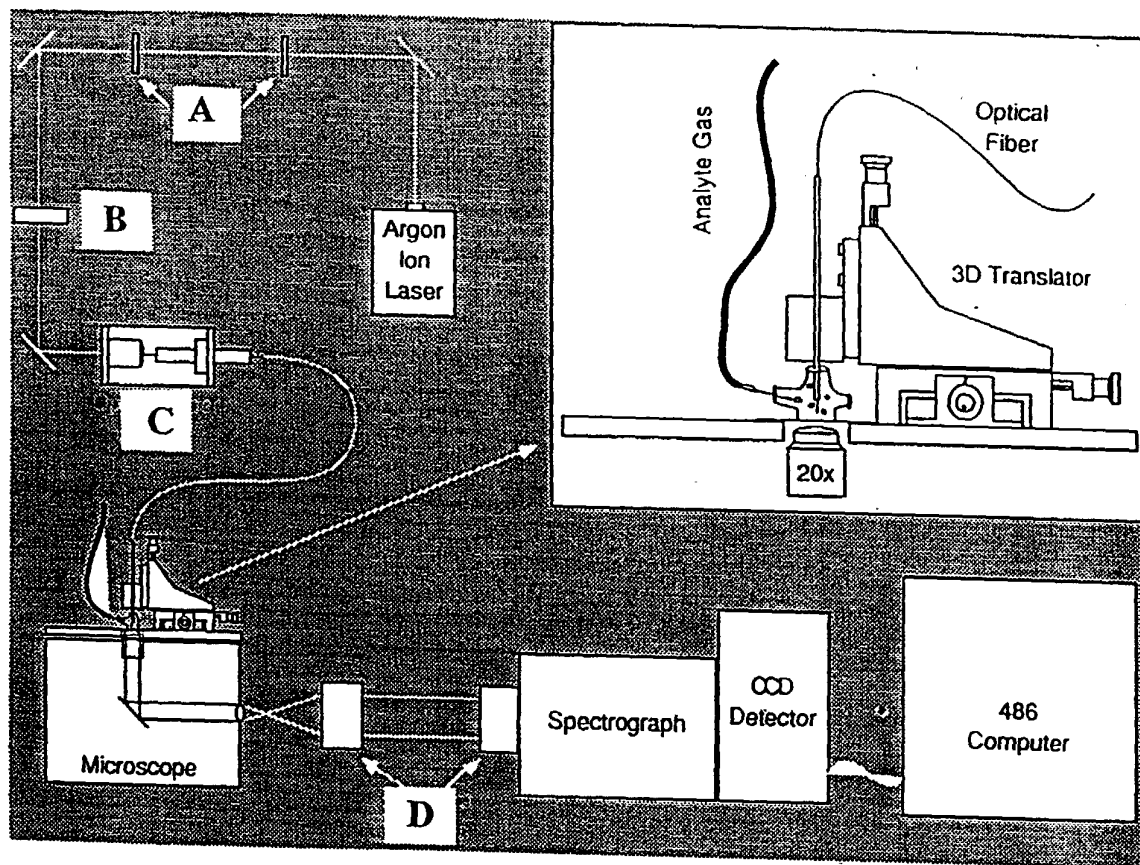 A
B
Argon
Ion
Laser
C
Analyte Gas
Optical
Fiber
3D Translator
20x
Microscope
D
Spectrograph
CCD
Detector
486
Computer